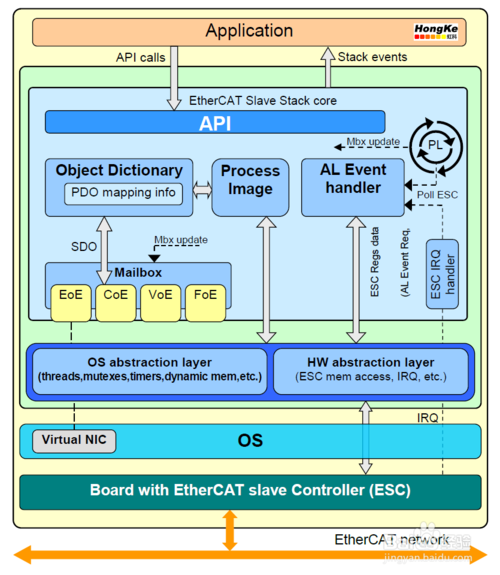 Application
HongKe
虹科
API calls
Stack events
EtherCAT Slave Stack core
API
Mbx update
PL
Object Dictionary
PDO mapping info
Process
Image
AL Event
handler
Poll ESC
SDO
Mbx update
Mailbox
EoE
CoE
VoE
FoE
ESC Regs data
(AL Event Req.)
ESC IRQ
handler
OS abstraction layer
(threads,mutexes,timers,dynamic mem,etc.)
HW abstraction layer
(ESC mem access, IRQ, etc.)
IRQ
Virtual NIC
OS
Board with EtherCAT slave Controller (ESC)
EtherCAT network
jingyan.baidu.com